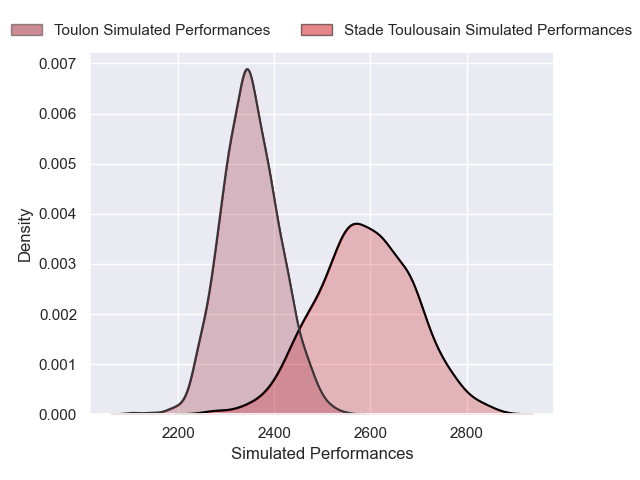 Toulon Simulated Performances Stade Toulousain Simulated Performances
0.007
0.006
0.005
0.004
0.003
0.002
0.001
0.000
Density
2200 2400 2600 2800
Simulated Performances